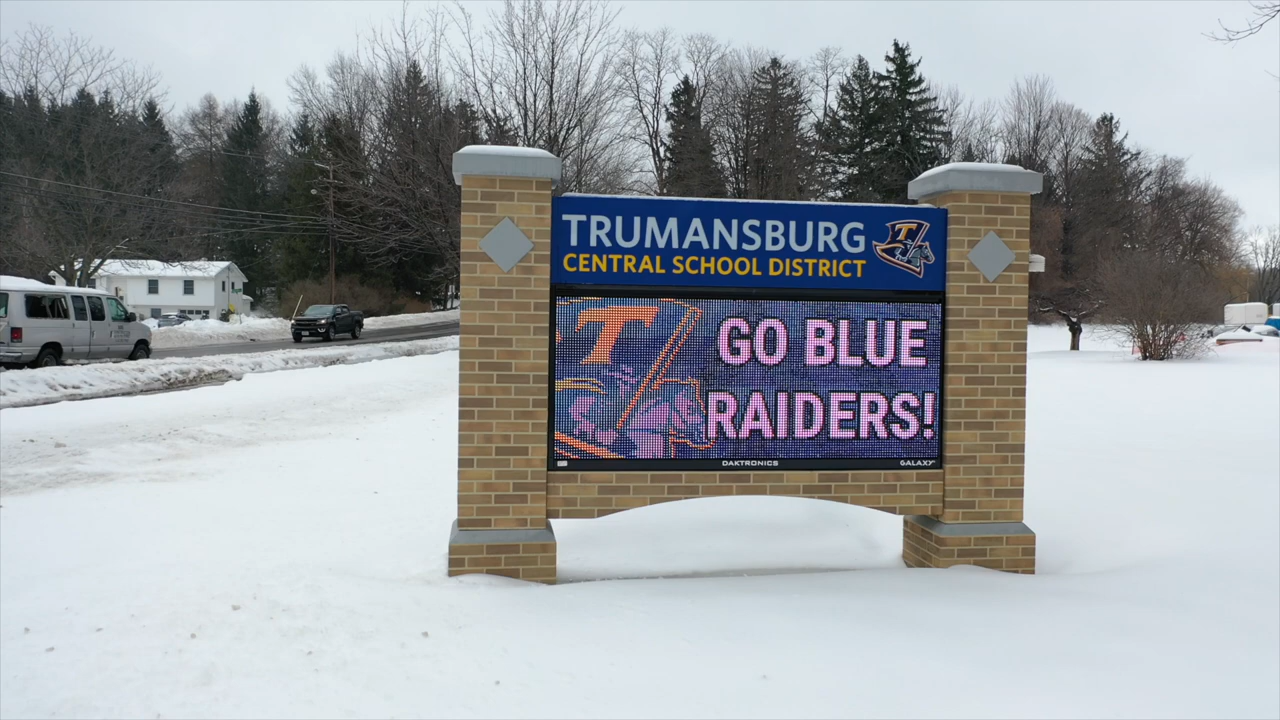 TRUMANSBURG
CENTRAL SCHOOL DISTRICT
T
T
GO BLUE
RAIDERS!
DAKTRONICS
GALAXY